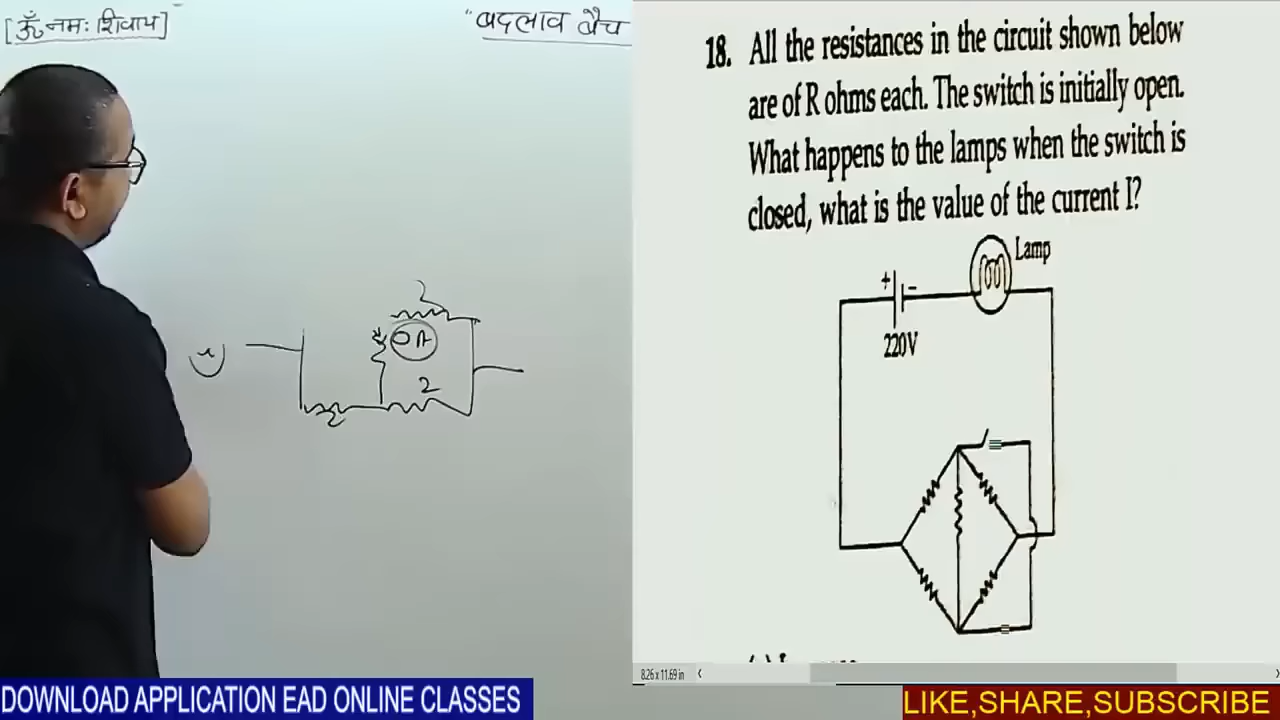 [ॐ नमः शिवाय]
"बदलाव बैच
18. All the resistances in the circuit shown below
are of R ohms each. The switch is initially open.
What happens to the lamps when the switch is
closed, what is the value of the current I?
Lamp
+ -
220V
2
2
8.26 x 11.69 in
DOWNLOAD APPLICATION EAD ONLINE CLASSES
LIKE,SHARE,SUBSCRIBE